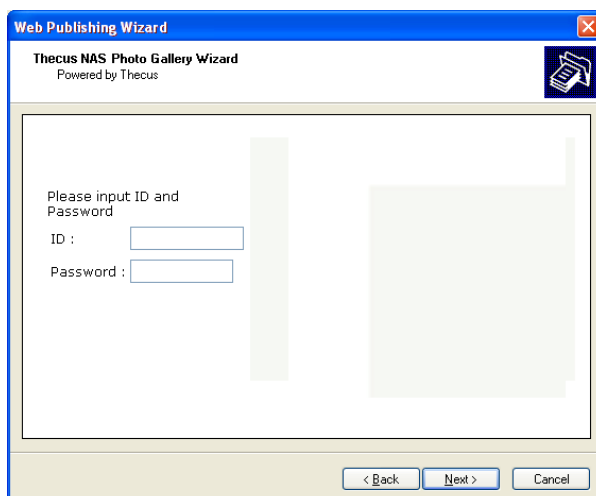 Web Publishing Wizard
Thecus NAS Photo Gallery Wizard
Powered by Thecus
Please input ID and
Password
ID :
Password :
< Back
Next >
Cancel